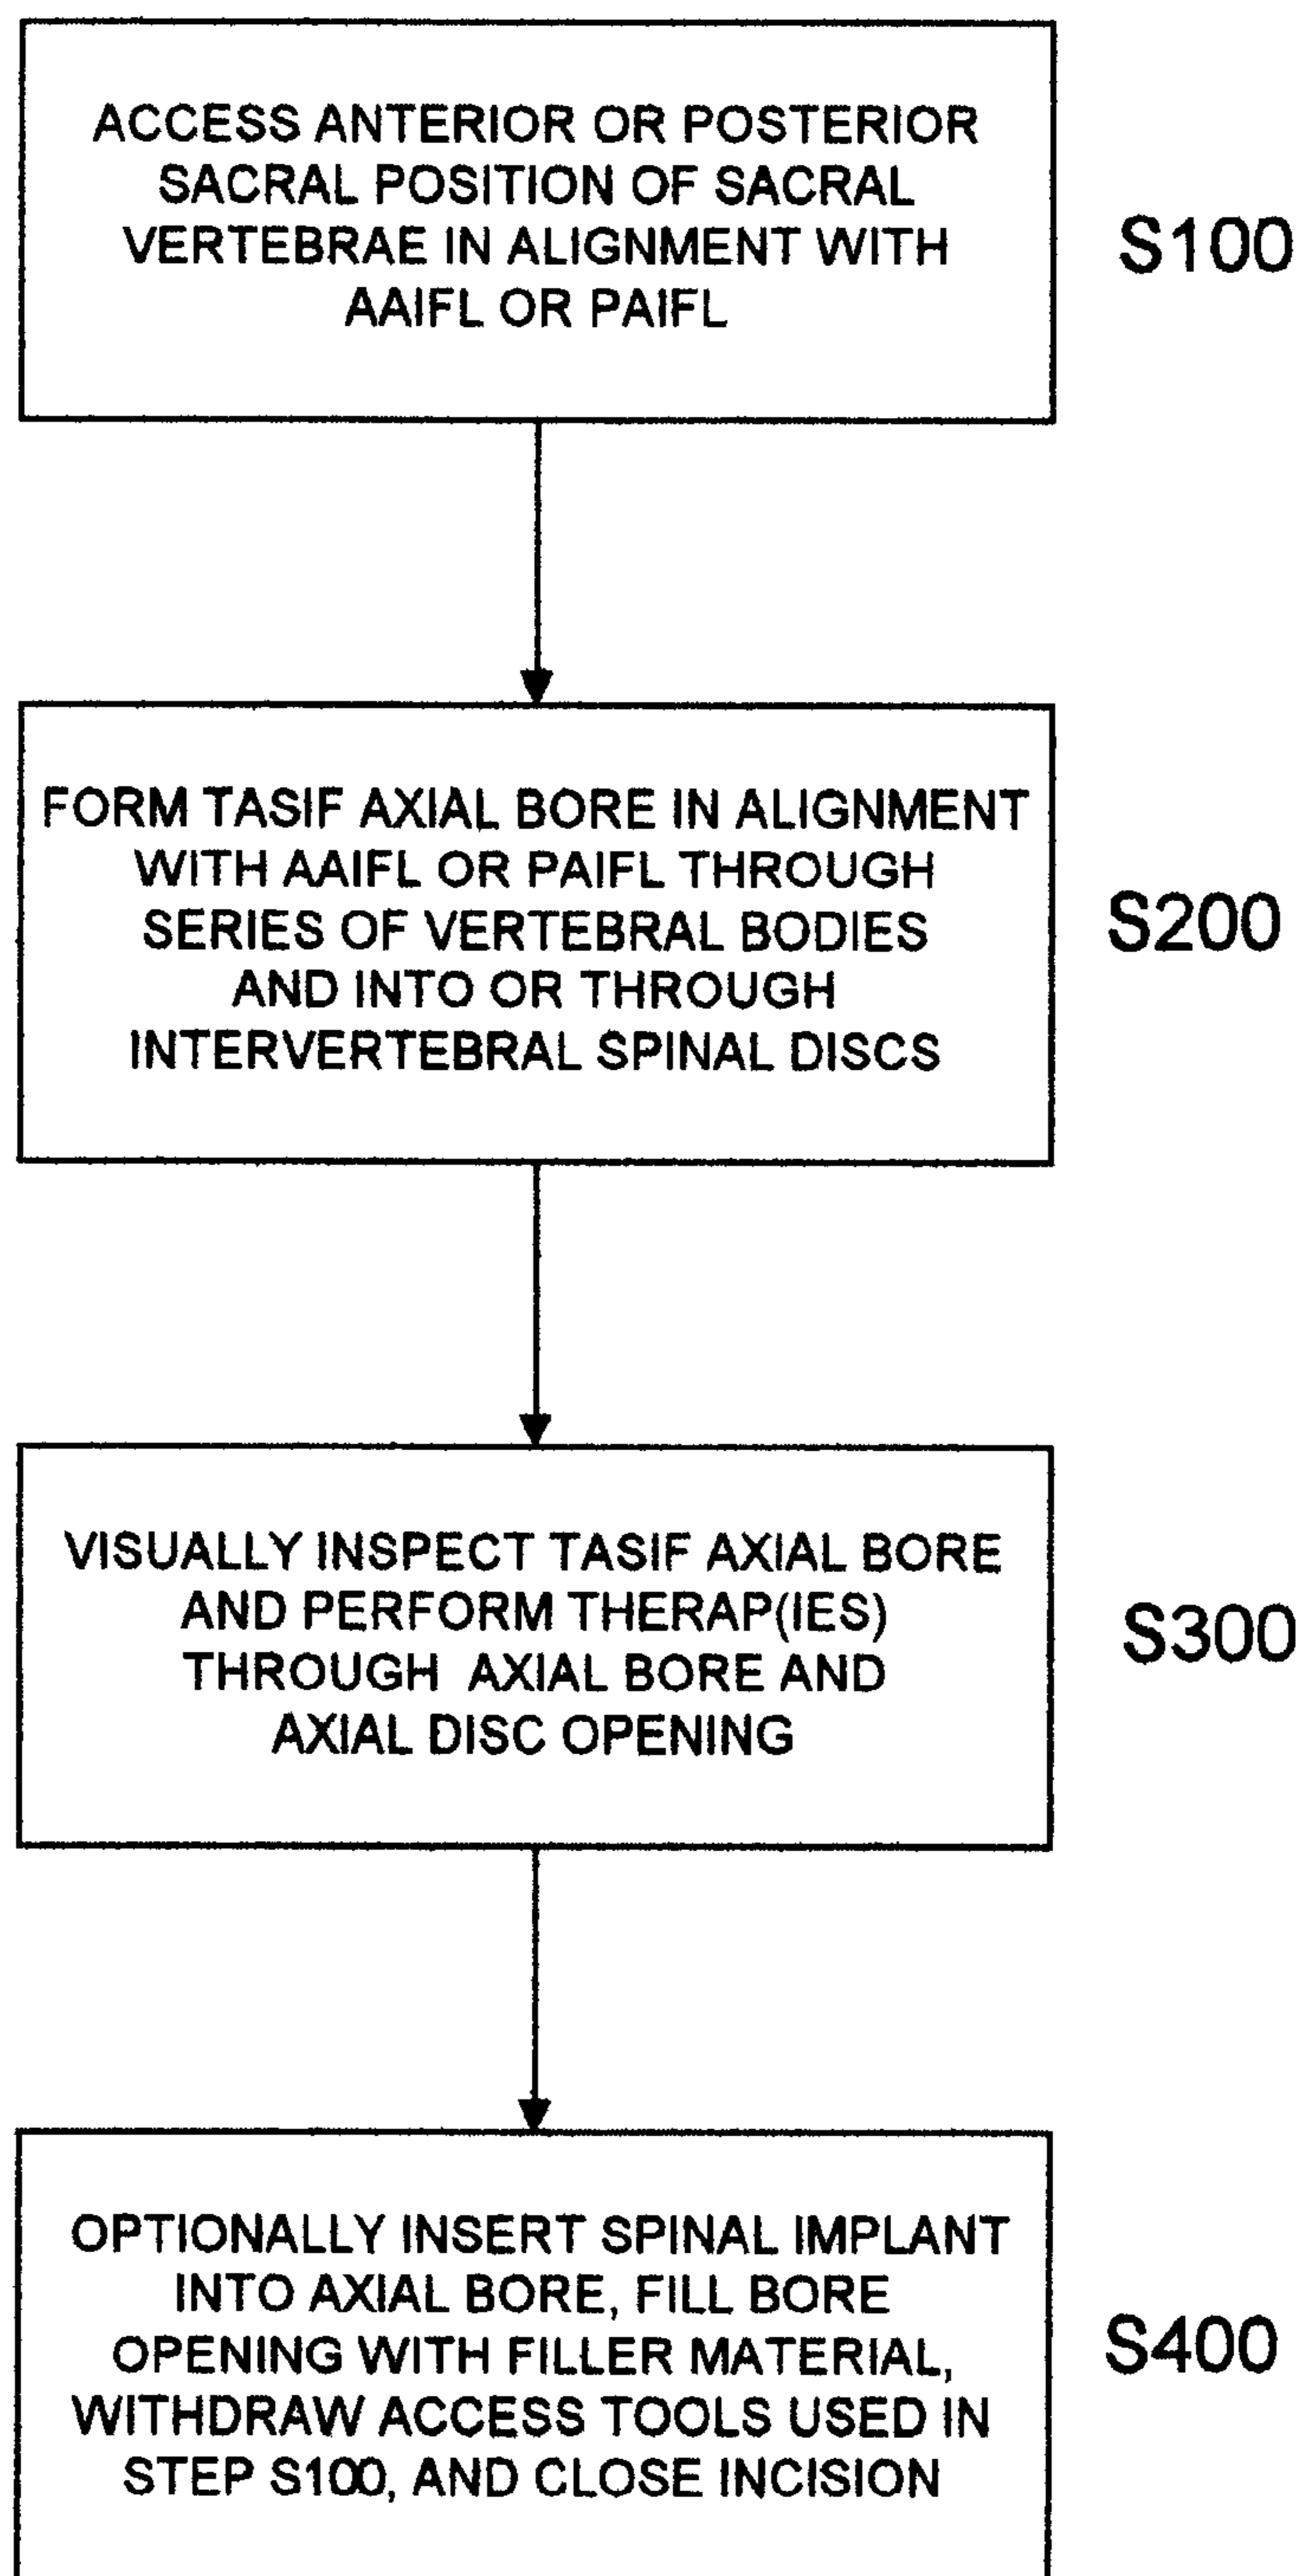 ACCESS ANTERIOR OR POSTERIOR
SACRAL POSITION OF SACRAL
VERTEBRAE IN ALIGNMENT WITH
AAIFL OR PAIFL
S100
FORM TASIF AXIAL BORE IN ALIGNMENT
WITH AAIFL OR PAIFL THROUGH
SERIES OF VERTEBRAL BODIES
AND INTO OR THROUGH
INTERVERTEBRAL SPINAL DISCS
S200
VISUALLY INSPECT TASIF AXIAL BORE
AND PERFORM THERAP(IES)
THROUGH AXIAL BORE AND
AXIAL DISC OPENING
S300
OPTIONALLY INSERT SPINAL IMPLANT
INTO AXIAL BORE, FILL BORE
OPENING WITH FILLER MATERIAL,
WITHDRAW ACCESS TOOLS USED IN
STEP S100, AND CLOSE INCISION
S400